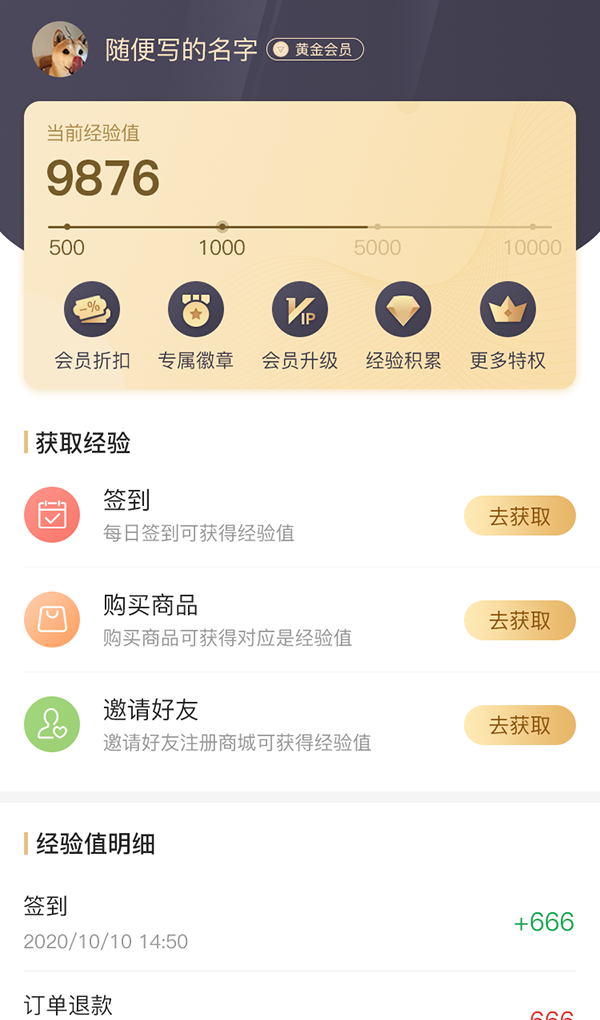 随便写的名字 黄金会员
当前经验值
9876
500 1000 5000 10000
-%
VIP
会员折扣 专属徽章 会员升级 经验积累 更多特权
获取经验
签到
每日签到可获得经验值
去获取
购买商品
购买商品可获得对应是经验值
去获取
邀请好友
邀请好友注册商城可获得经验值
去获取
经验值明细
签到
2020/10/10 14:50
+666
订单退款
-666